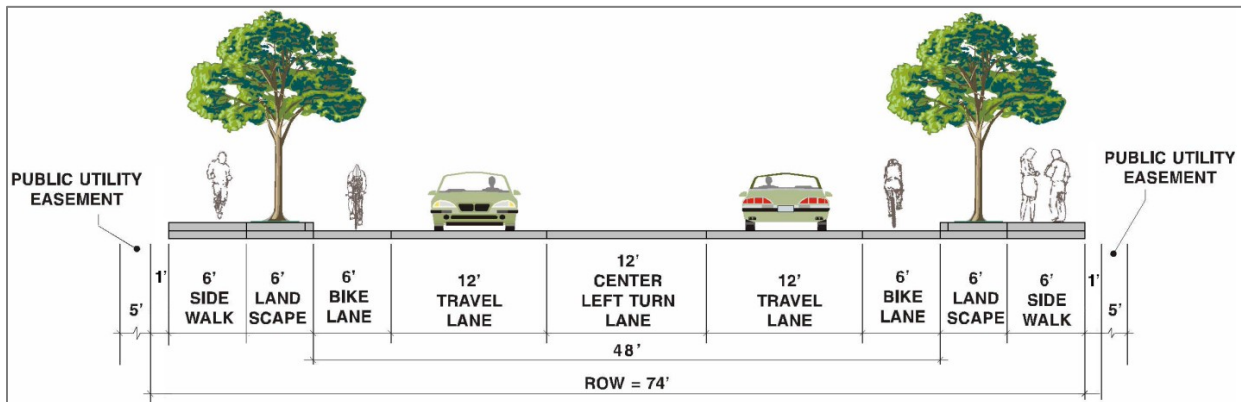 PUBLIC UTILITY
EASEMENT
PUBLIC UTILITY
EASEMENT
5'
1'
6'
SIDE
WALK
6'
LAND
SCAPE
6'
BIKE
LANE
12'
TRAVEL
LANE
12'
CENTER
LEFT TURN
LANE
12'
TRAVEL
LANE
6'
BIKE
LANE
6'
LAND
SCAPE
6'
SIDE
WALK
1'
5'
48'
ROW = 74'